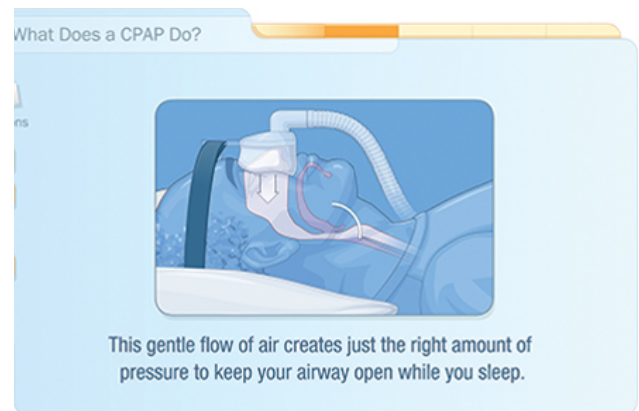 What Does a CPAP Do?
ns
This gentle flow of air creates just the right amount of
pressure to keep your airway open while you sleep.